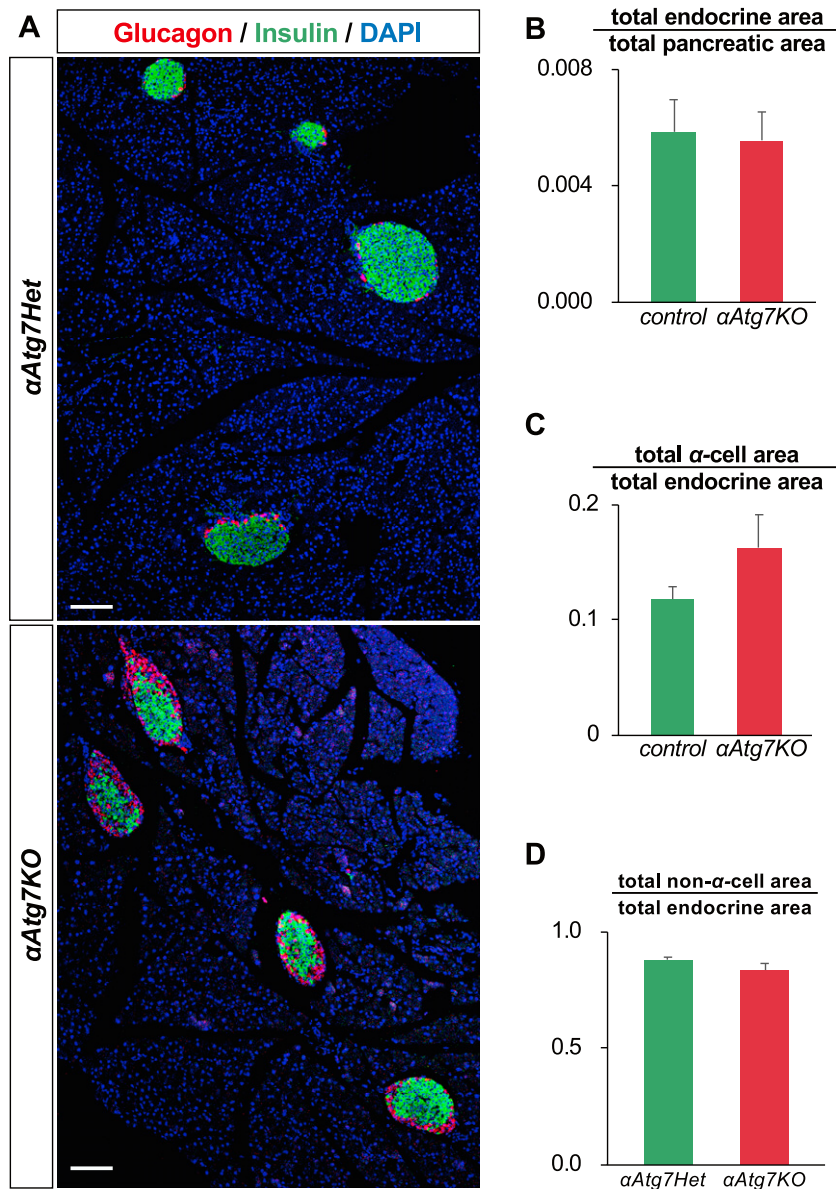 A
Glucagon / Insulin / DAPI
αAtg7Het
αAtg7KO
B
total endocrine area
total pancreatic area
0.008
0.004
0.000
control αAtg7KO
C
total α-cell area
total endocrine area
0.2
0.1
0
control αAtg7KO
D
total non-α-cell area
total endocrine area
1.0
0.5
0.0
αAtg7Het αAtg7KO